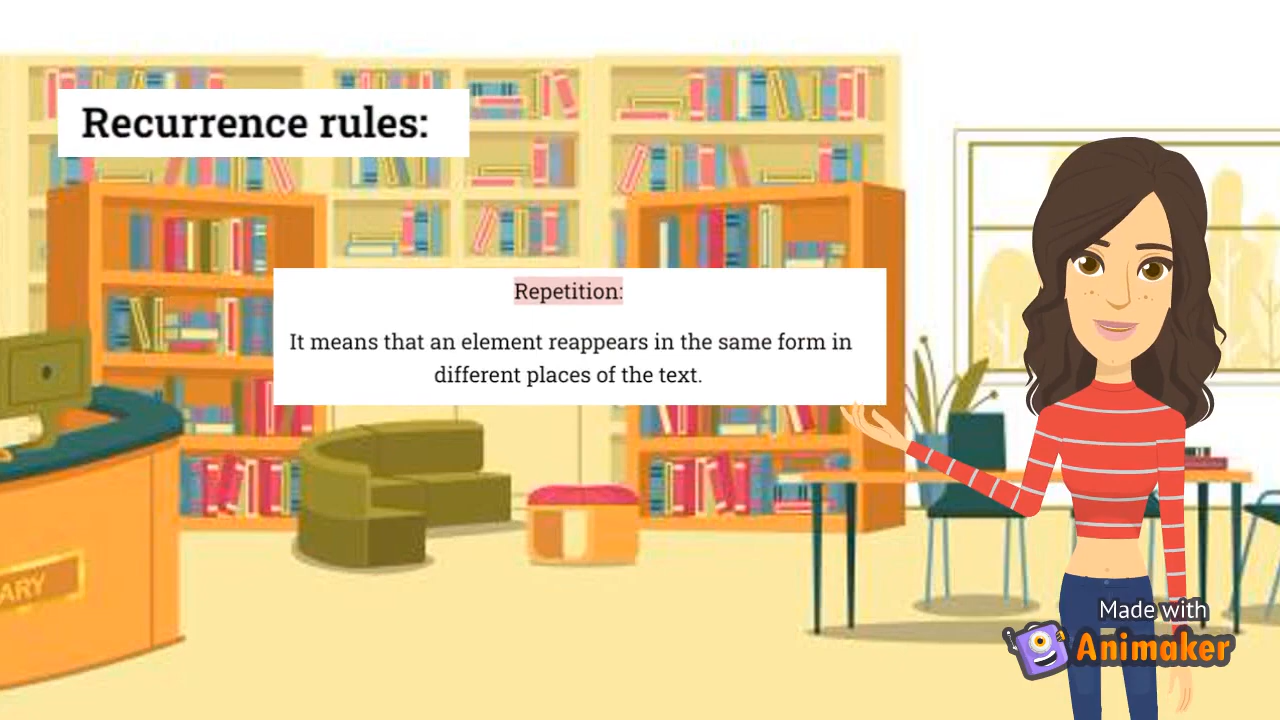 Recurrence rules:
Repetition:
It means that an element reappears in the same form in
different places of the text.
ARY
Made with
Animaker